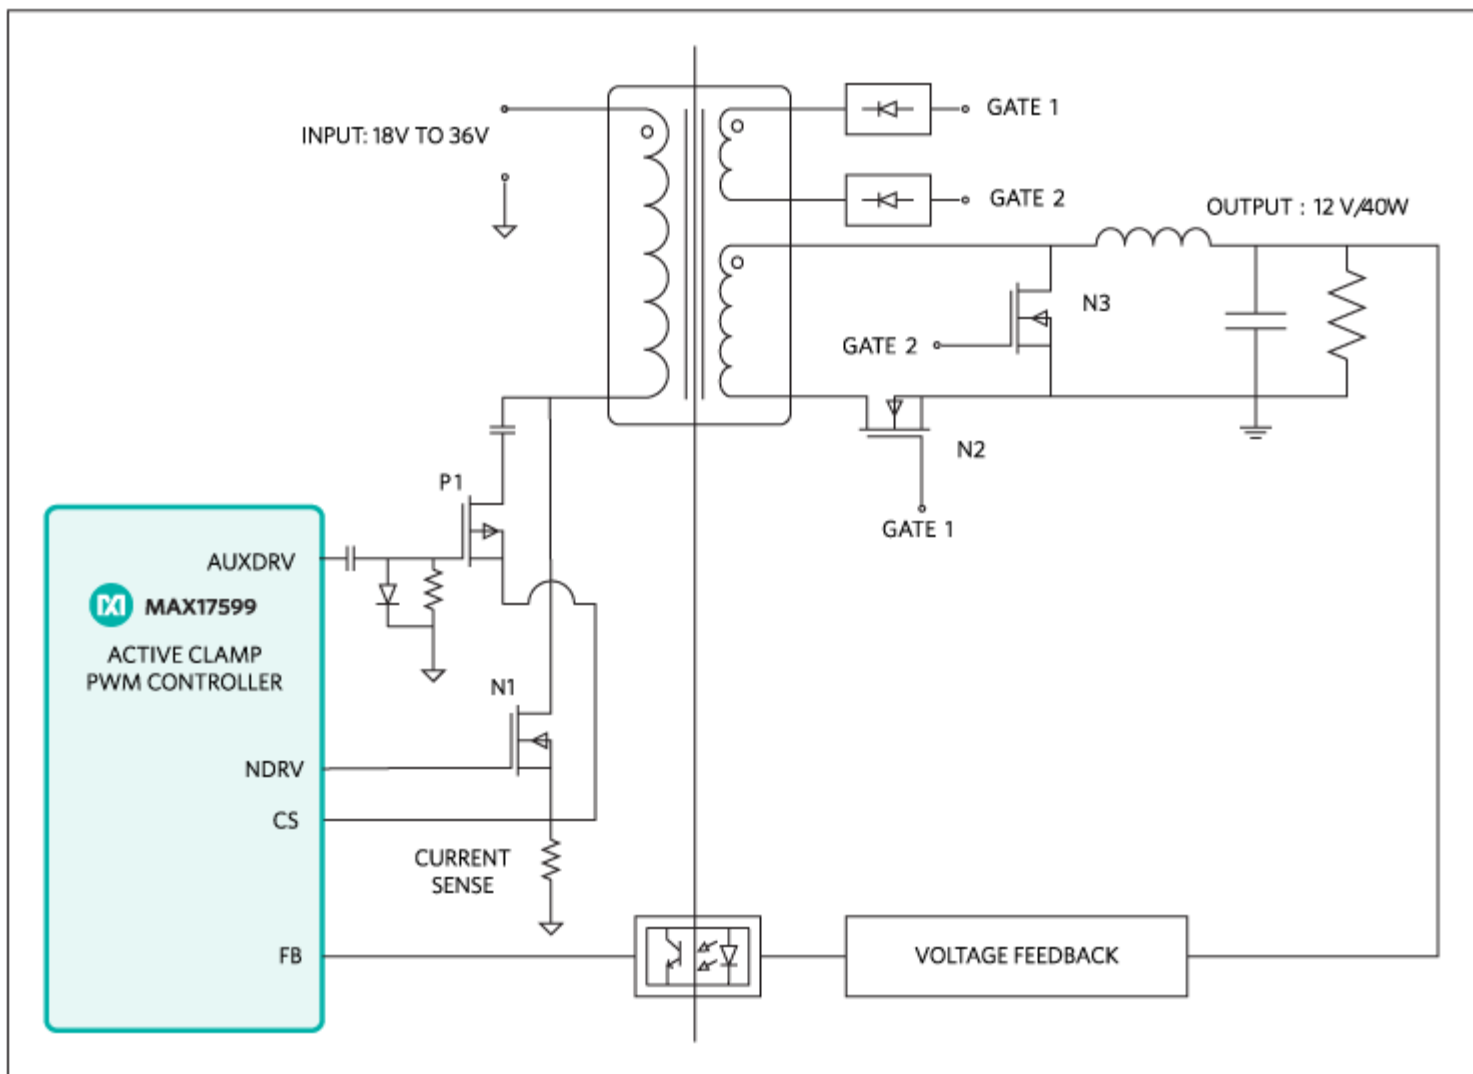 INPUT: 18V TO 36V
GATE 1
GATE 2
OUTPUT : 12 V/40W
N3
GATE 2
N2
GATE 1
P1
AUXDRV
MAX17599
ACTIVE CLAMP
PWM CONTROLLER
N1
NDRV
CS
CURRENT
SENSE
FB
VOLTAGE FEEDBACK